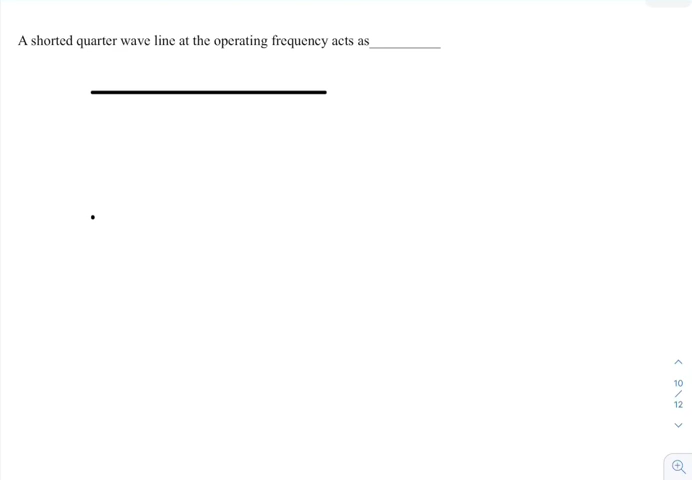 A shorted quarter wave line at the operating frequency acts as__________
10
/
12